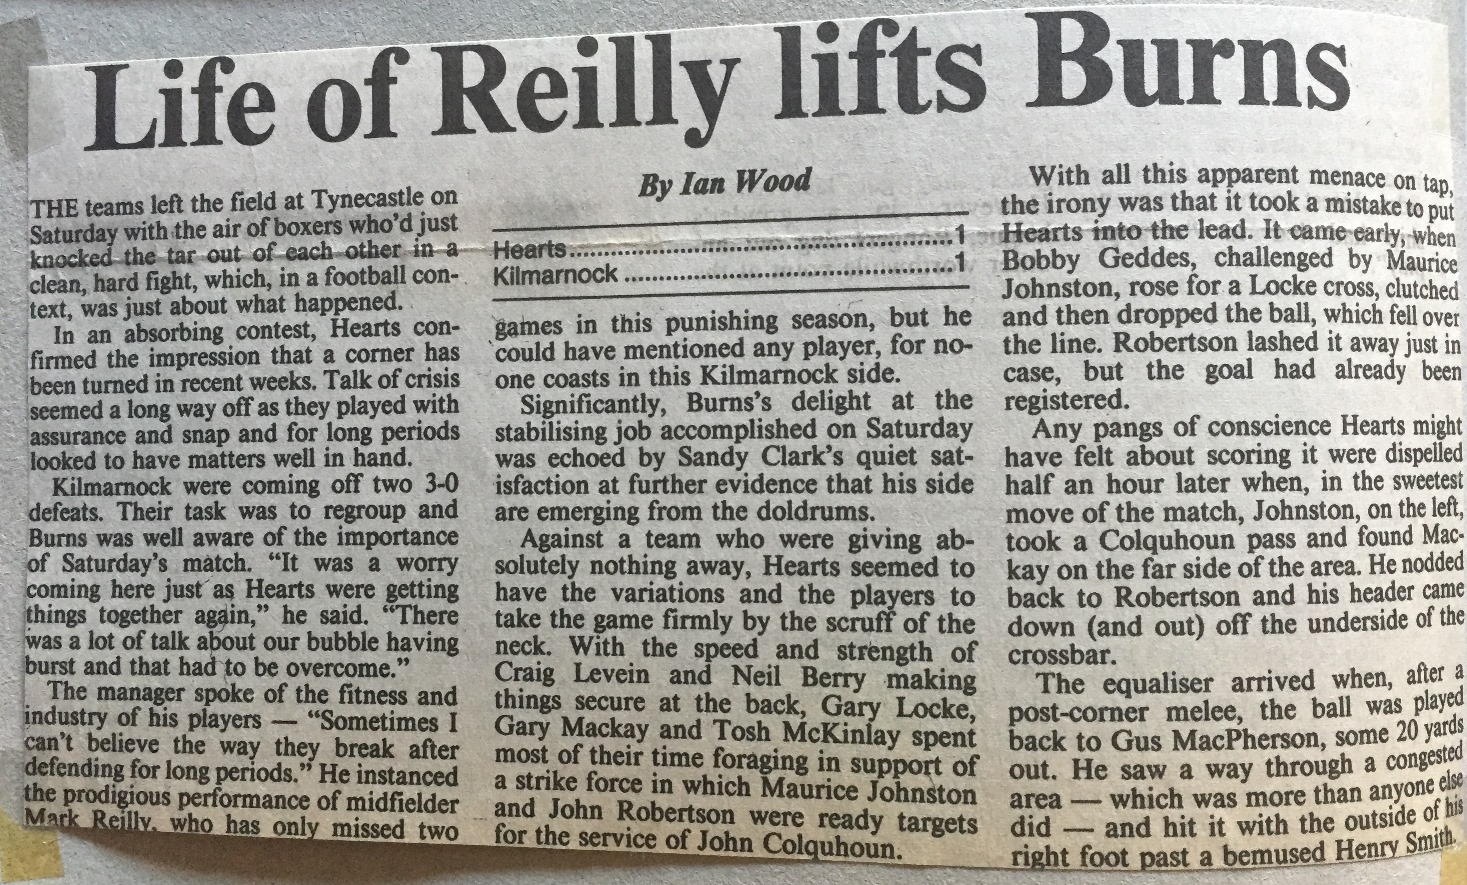 Life of Reilly lifts Burns
THE teams left the field at Tynecastle on
Saturday with the air of boxers who'd just
knocked the tar out of each other in a
clean, hard fight, which, in a football con-
text, was just about what happened.
In an absorbing contest, Hearts con-
firmed the impression that a corner has
been turned in recent weeks. Talk of crisis
seemed a long way off as they played with
assurance and snap and for long periods
looked to have matters well in hand.
Kilmarnock were coming off two 3-0
defeats. Their task was to regroup and
Burns was well aware of the importance
of Saturday's match. “It was a worry
coming here just as Hearts were getting
things together again,” he said. “There
was a lot of talk about our bubble having
burst and that had to be overcome.”
The manager spoke of the fitness and
industry of his players — “Sometimes I
can't believe the way they break after
defending for long periods.” He instanced
the prodigious performance of midfielder
Mark Reilly, who has only missed two
By Ian Wood
Hearts..........................................................1
Kilmarnock ..................................................1
games in this punishing season, but he
could have mentioned any player, for no-
one coasts in this Kilmarnock side.
Significantly, Burns's delight at the
stabilising job accomplished on Saturday
was echoed by Sandy Clark's quiet sat-
isfaction at further evidence that his side
are emerging from the doldrums.
Against a team who were giving ab-
solutely nothing away, Hearts seemed to
have the variations and the players to
take the game firmly by the scruff of the
neck. With the speed and strength of
Craig Levein and Neil Berry making
things secure at the back, Gary Locke,
Gary Mackay and Tosh McKinlay spent
most of their time foraging in support of
a strike force in which Maurice Johnston
and John Robertson were ready targets
for the service of John Colquhoun.
With all this apparent menace on tap,
the irony was that it took a mistake to put
Hearts into the lead. It came early, when
Bobby Geddes, challenged by Maurice
Johnston, rose for a Locke cross, clutched
and then dropped the ball, which fell over
the line. Robertson lashed it away just in
case, but the goal had already been
registered.
Any pangs of conscience Hearts might
have felt about scoring it were dispelled
half an hour later when, in the sweetest
move of the match, Johnston, on the left,
took a Colquhoun pass and found Mac-
kay on the far side of the area. He nodded
back to Robertson and his header came
down (and out) off the underside of the
crossbar.
The equaliser arrived when, after a
post-corner melee, the ball was played
back to Gus MacPherson, some 20 yards
out. He saw a way through a congested
area — which was more than anyone else
did — and hit it with the outside of his
right foot past a bemused Henry Smith.